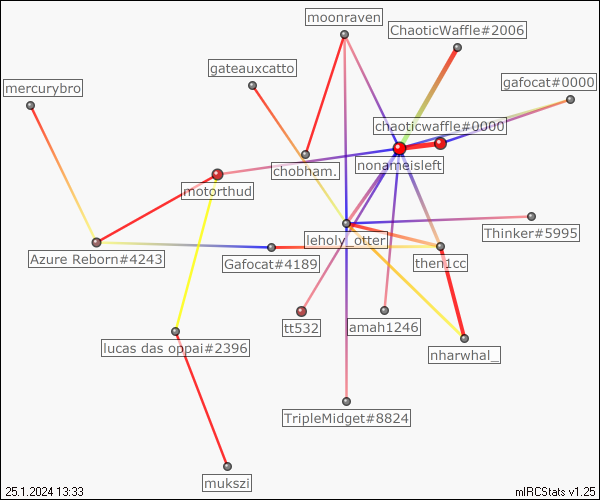 moonraven
ChaoticWaffle#2006
gateauxcatto
mercurybro
gafocat#0000
chaoticwaffle#0000
nonameisleft
chobham.
motorthud
leholy_otter
Thinker#5995
Azure Reborn#4243
Gafocat#4189
then1cc
tt532
amah1246
lucas das oppai#2396
nharwhal_
TripleMidget#8824
mukszi
25.1.2024 13:33
mIRCStats v1.25